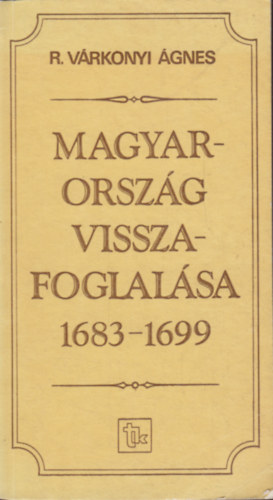 R. VÁRKONYI ÁGNES
MAGYAR-
ORSZÁG
VISSZA-
FOGLALÁSA
1683–1699
tk